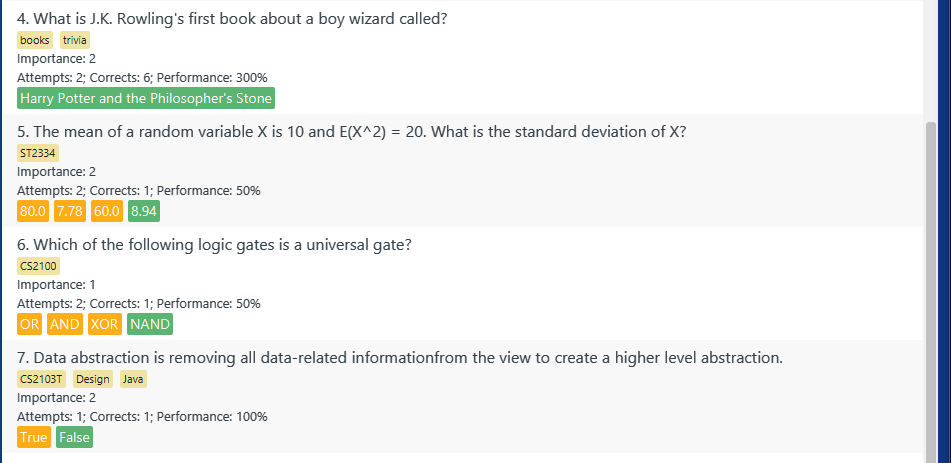 4. What is J.K. Rowling's first book about a boy wizard called?
books trivia
Importance: 2
Attempts: 2; Corrects: 6; Performance: 300%
Harry Potter and the Philosopher's Stone
5. The mean of a random variable X is 10 and E(X^2) = 20. What is the standard deviation of X?
ST2334
Importance: 2
Attempts: 2; Corrects: 1; Performance: 50%
80.0 7.78 60.0 8.94
6. Which of the following logic gates is a universal gate?
CS2100
Importance: 1
Attempts: 2; Corrects: 1; Performance: 50%
OR AND XOR NAND
7. Data abstraction is removing all data-related informationfrom the view to create a higher level abstraction.
CS2103T Design Java
Importance: 2
Attempts: 1; Corrects: 1; Performance: 100%
True False